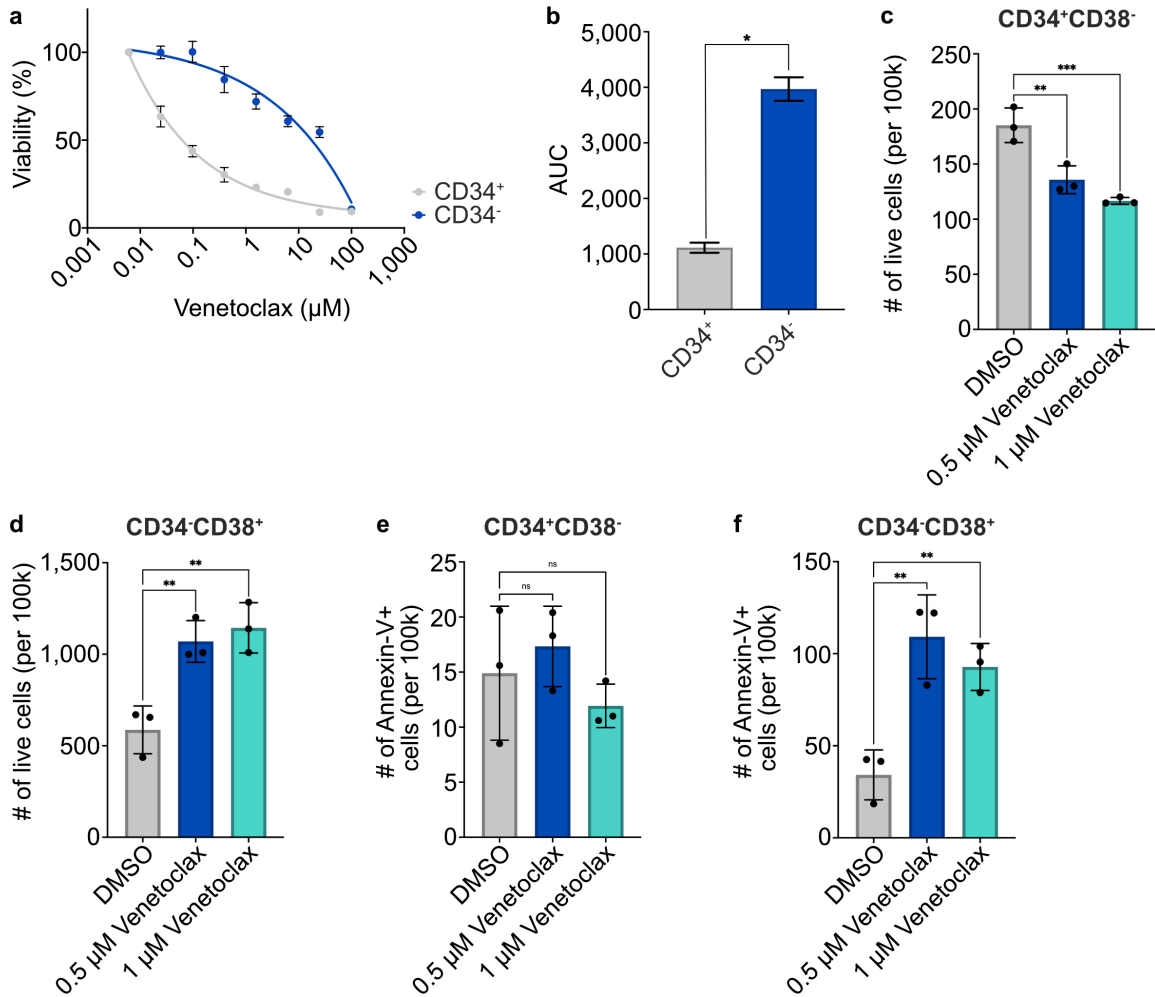 a
Viability (%)
100
50
0
0.001
0.01
0.1
1
10
100
1,000
Venetoclax (µM)
CD34+
CD34-
b
AUC
5,000
4,000
3,000
2,000
1,000
0
*
CD34+
CD34-
c
CD34+CD38-
# of live cells (per 100k)
250
200
150
100
50
0
***
**
DMSO
0.5 µM Venetoclax
1 µM Venetoclax
d
CD34-CD38+
# of live cells (per 100k)
1,500
1,000
500
0
**
**
DMSO
0.5 µM Venetoclax
1 µM Venetoclax
e
CD34+CD38-
# of Annexin-V+
cells (per 100k)
25
20
15
10
5
0
ns
ns
DMSO
0.5 µM Venetoclax
1 µM Venetoclax
f
CD34-CD38+
# of Annexin-V+
cells (per 100k)
150
100
50
0
**
**
DMSO
0.5 µM Venetoclax
1 µM Venetoclax